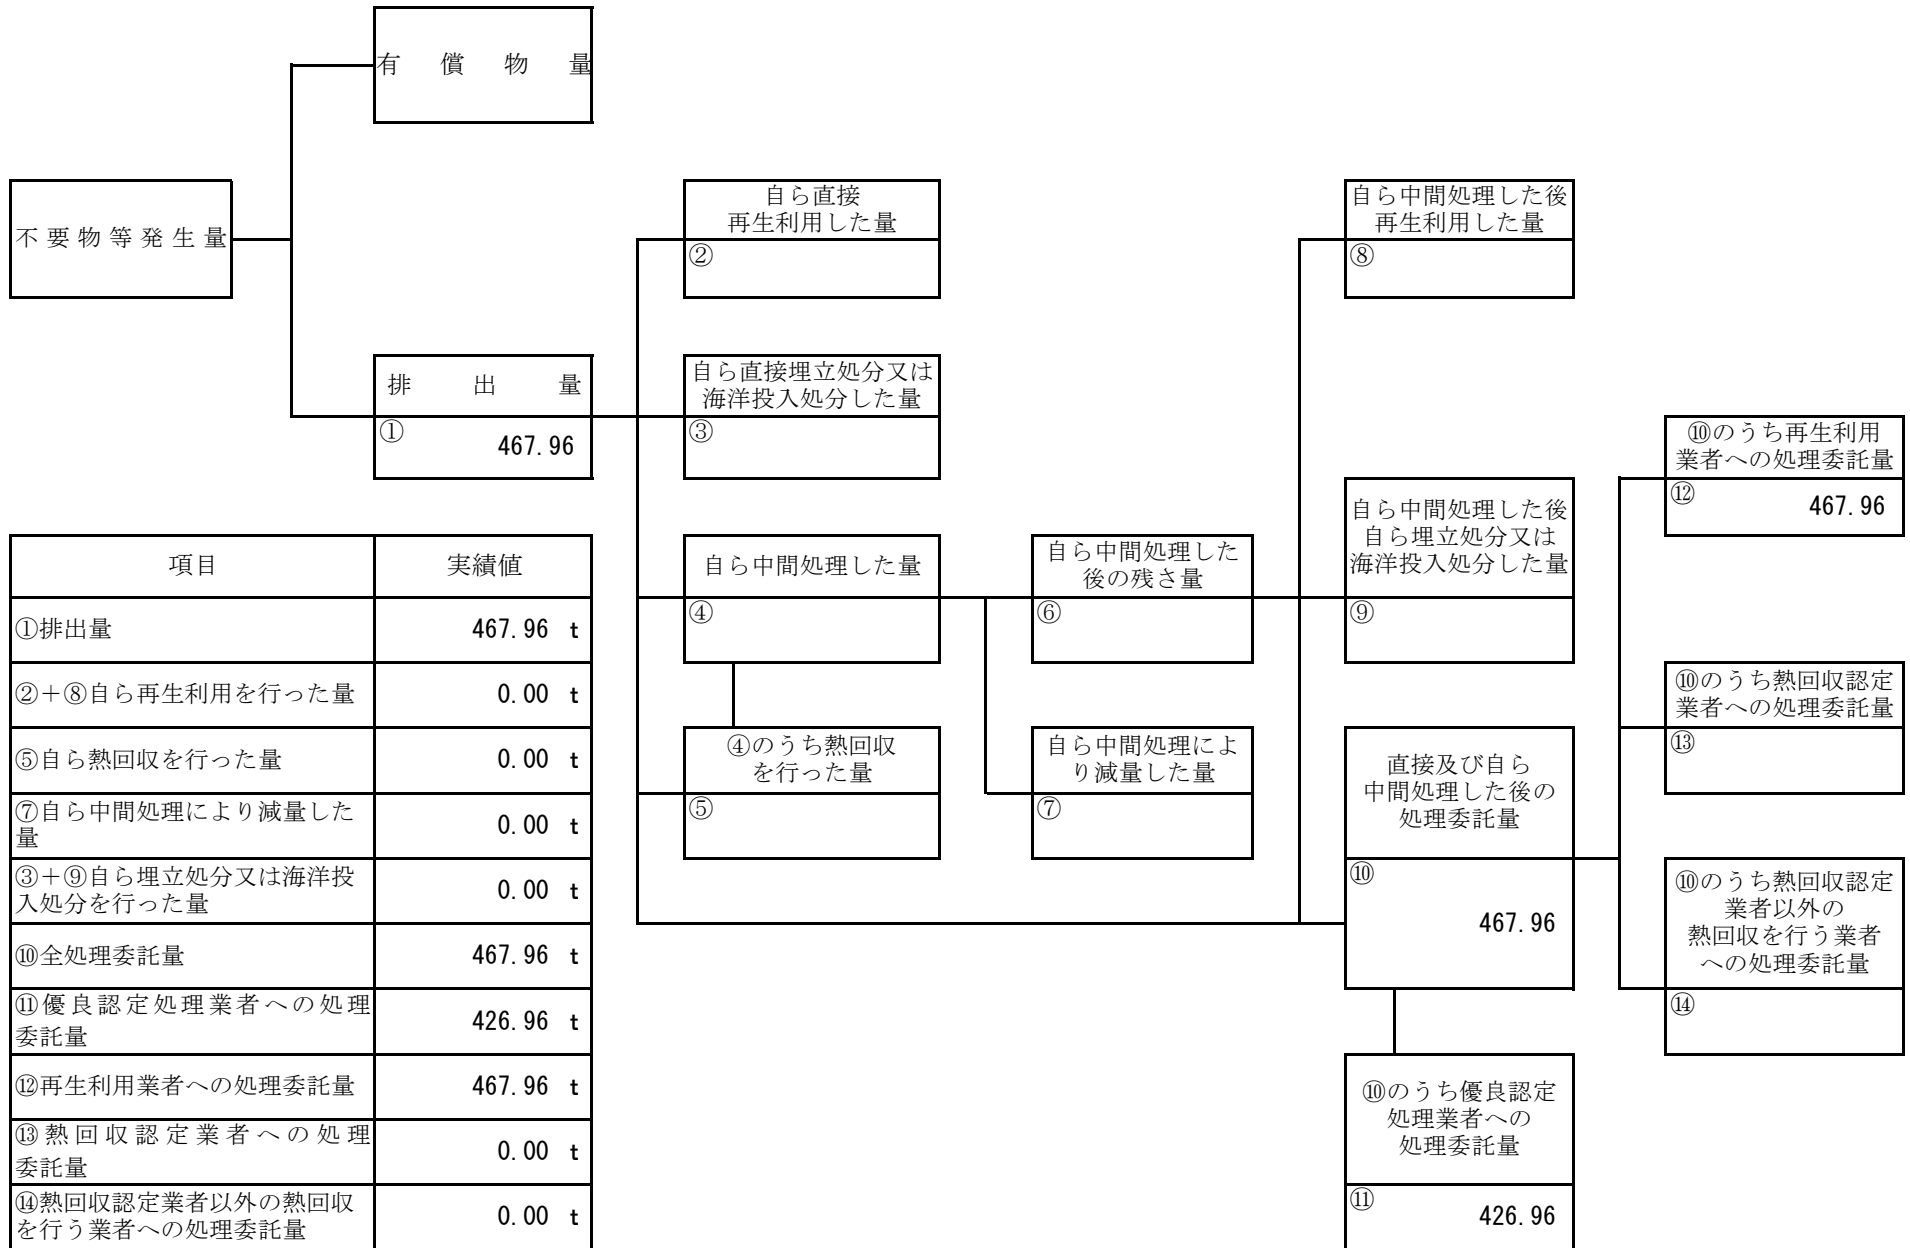 有償物量
不要物等発生量
自ら直接
再生利用した量
②
自ら中間処理した後
再生利用した量
⑧
排出量
①
467.96
自ら直接埋立処分又は
海洋投入処分した量
③
⑩のうち再生利用
業者への処理委託量
⑫
467.96
自ら中間処理した量
④
自ら中間処理した
後の残さ量
⑥
自ら中間処理した後
自ら埋立処分又は
海洋投入処分した量
⑨
⑩のうち熱回収認定
業者への処理委託量
⑬
④のうち熱回収
を行った量
⑤
自ら中間処理によ
り減量した量
⑦
直接及び自ら
中間処理した後の
処理委託量
⑩
467.96
⑩のうち熱回収認定
業者以外の
熱回収を行う業者
への処理委託量
⑭
⑩のうち優良認定
処理業者への
処理委託量
⑪
426.96
項目 実績値
①排出量 467.96 t
②+⑧自ら再生利用を行った量 0.00 t
⑤自ら熱回収を行った量 0.00 t
⑦自ら中間処理により減量した
量 0.00 t
③+⑨自ら埋立処分又は海洋投
入処分を行った量 0.00 t
⑩全処理委託量 467.96 t
⑪優良認定処理業者への処理
委託量 426.96 t
⑫再生利用業者への処理委託量 467.96 t
⑬熱回収認定業者への処理
委託量 0.00 t
⑭熱回収認定業者以外の熱回収
を行う業者への処理委託量 0.00 t